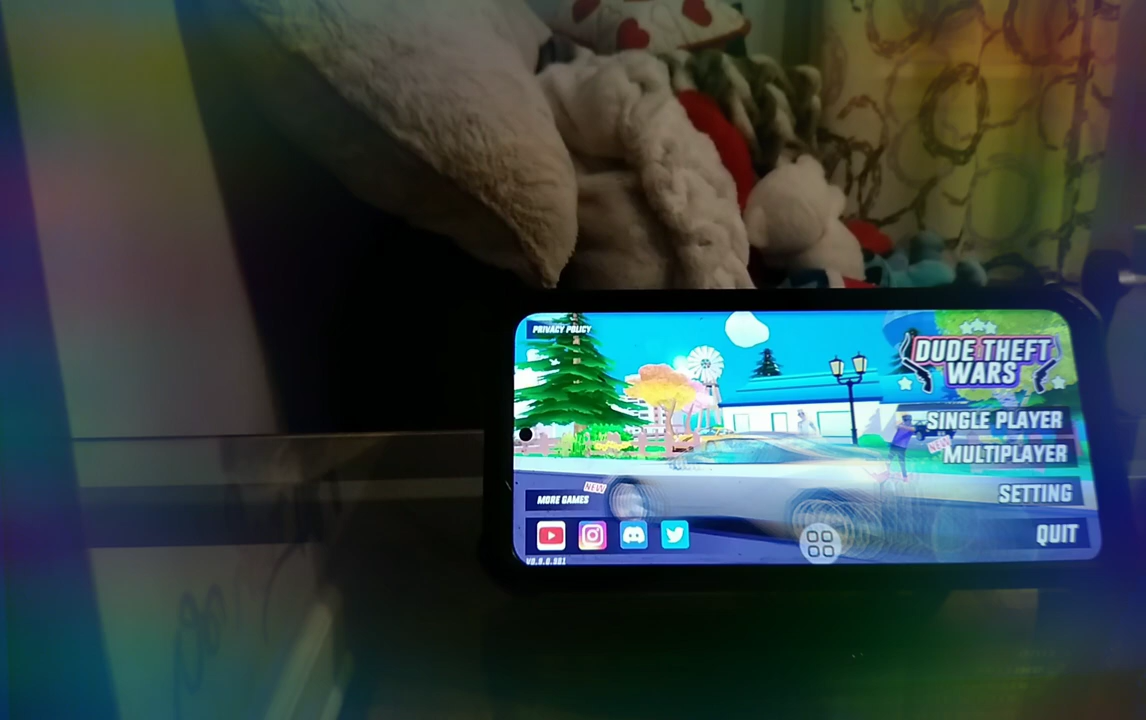 PRIVACY POLICY
DUDE THEFT
WARS
SINGLE PLAYER
NEW
MULTIPLAYER
NEW
MORE GAMES
SETTING
QUIT